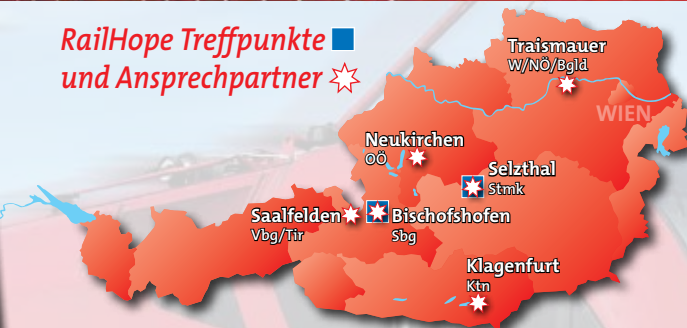 RailHope Treffpunkte
und Ansprechpartner
Traismauer
W/NÖ/Bgld
WIEN
Neukirchen
OÖ
Selzthal
Stmk
Saalfelden
Vbg/Tir
Bischofshofen
Sbg
Klagenfurt
Ktn